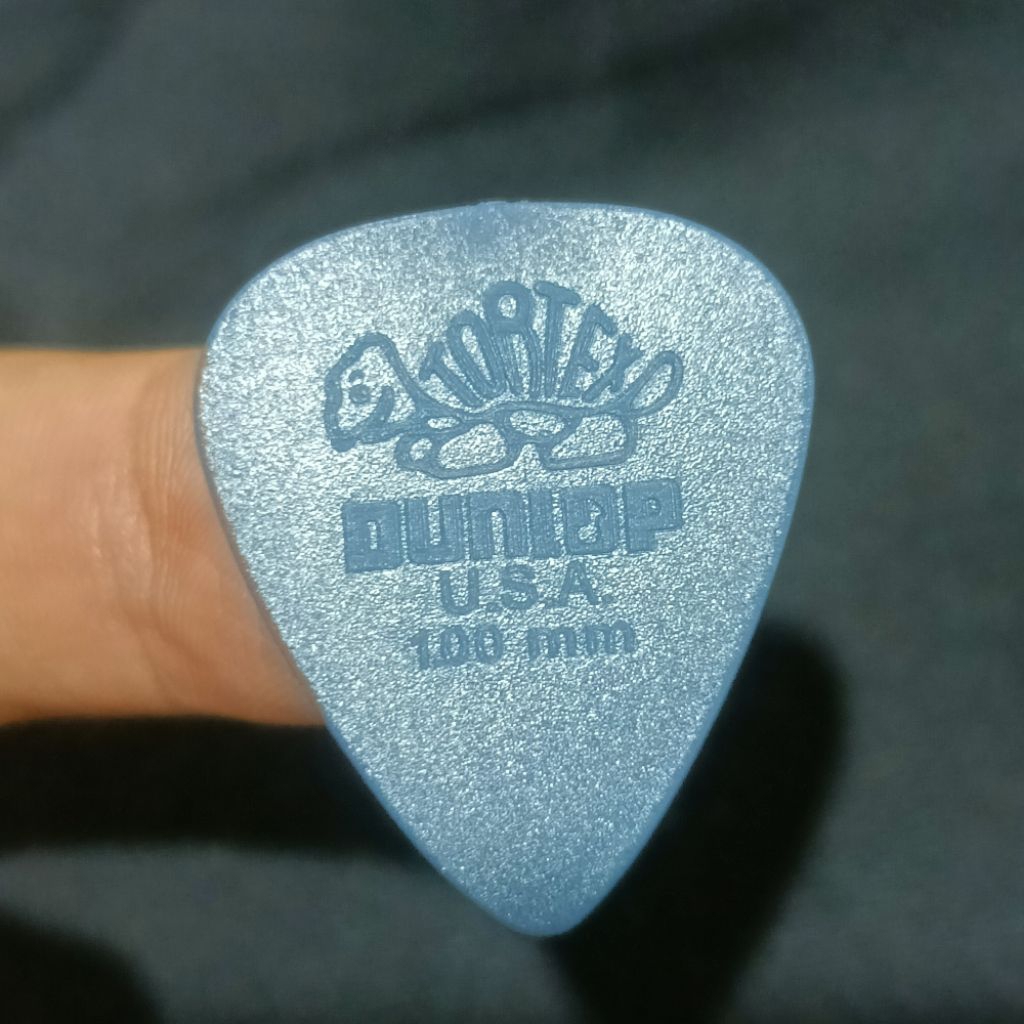 TORTEX
DUNLOP
U.S.A.
1.00 mm